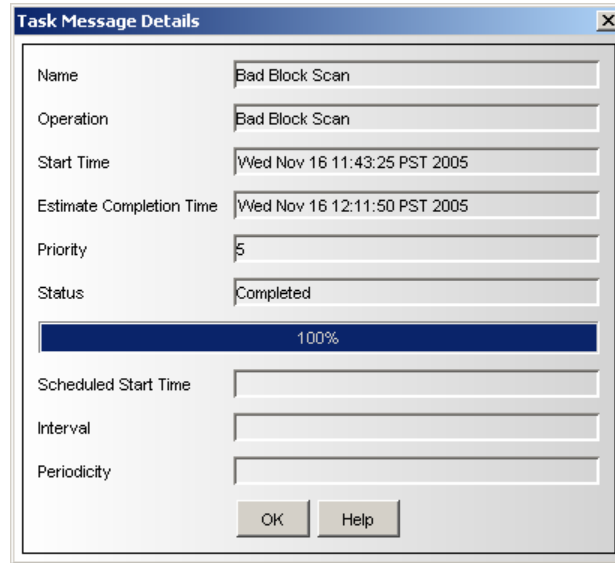 Task Message Details
Name Bad Block Scan
Operation Bad Block Scan
Start Time Wed Nov 16 11:43:25 PST 2005
Estimate Completion Time Wed Nov 16 12:11:50 PST 2005
Priority 5
Status Completed
100%
Scheduled Start Time
Interval
Periodicity
OK Help